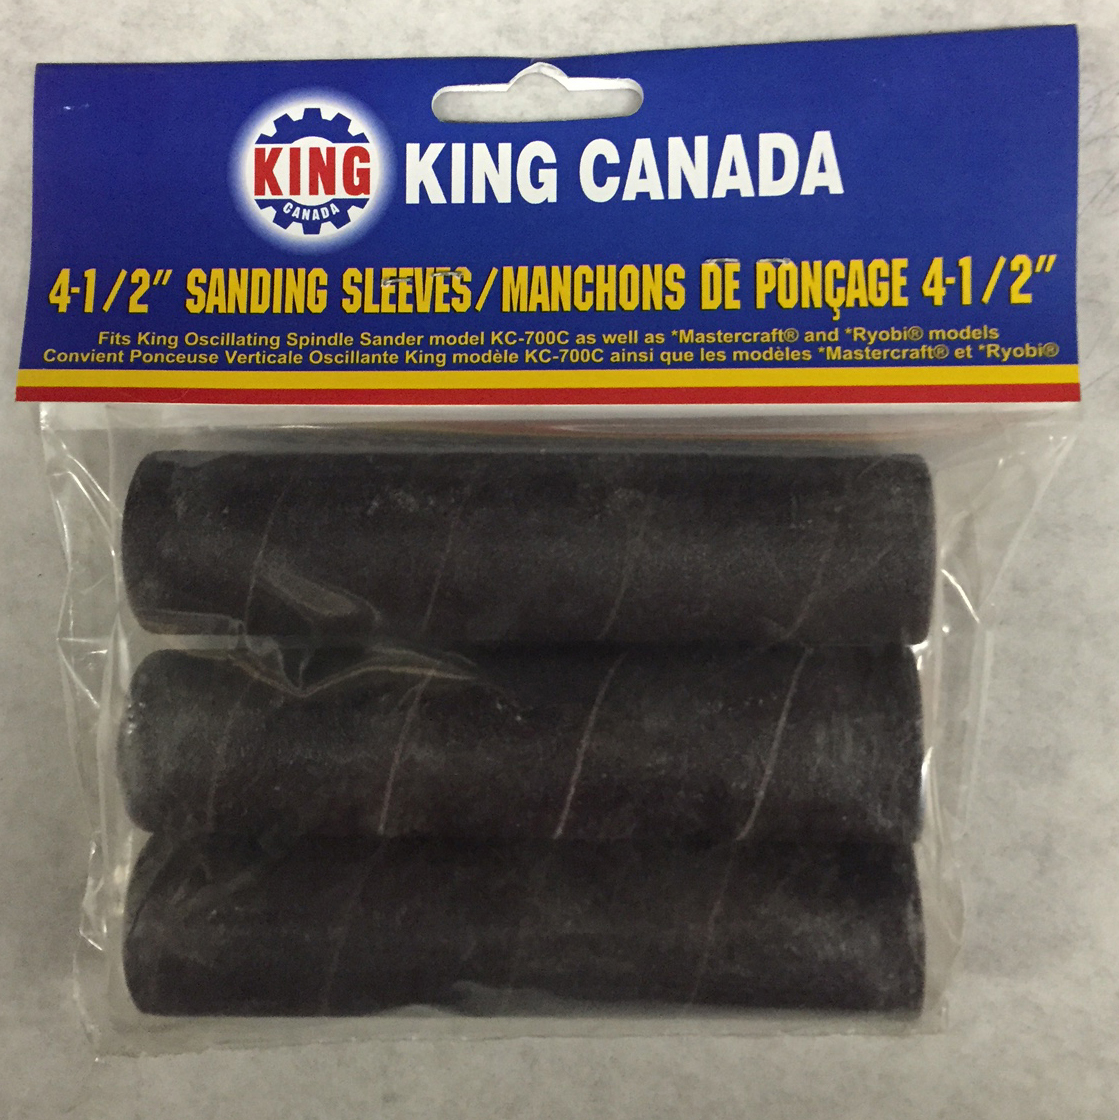 KING
CANADA
KING CANADA
4-1/2" SANDING SLEEVES/MANCHONS DE PONÇAGE 4-1/2"
Fits King Oscillating Spindle Sander model KC-700C as well as *Mastercraft® and *Ryobi® models
Convient Ponceuse Verticale Oscillante King modèle KC-700C ainsi que les modèles *Mastercraft® et *Ryobi®